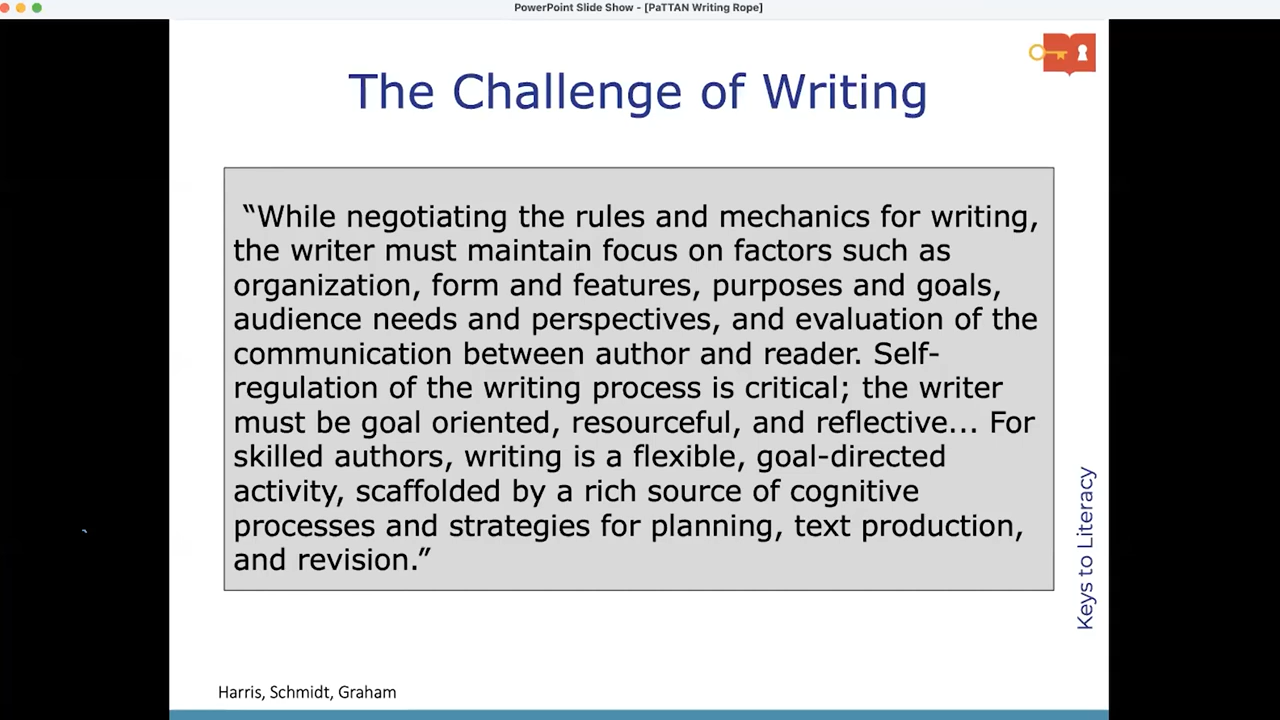 PowerPoint Slide Show - [PaTTAN Writing Rope]
The Challenge of Writing
“While negotiating the rules and mechanics for writing,
the writer must maintain focus on factors such as
organization, form and features, purposes and goals,
audience needs and perspectives, and evaluation of the
communication between author and reader. Self-
regulation of the writing process is critical; the writer
must be goal oriented, resourceful, and reflective... For
skilled authors, writing is a flexible, goal-directed
activity, scaffolded by a rich source of cognitive
processes and strategies for planning, text production,
and revision.”
Keys to Literacy
Harris, Schmidt, Graham